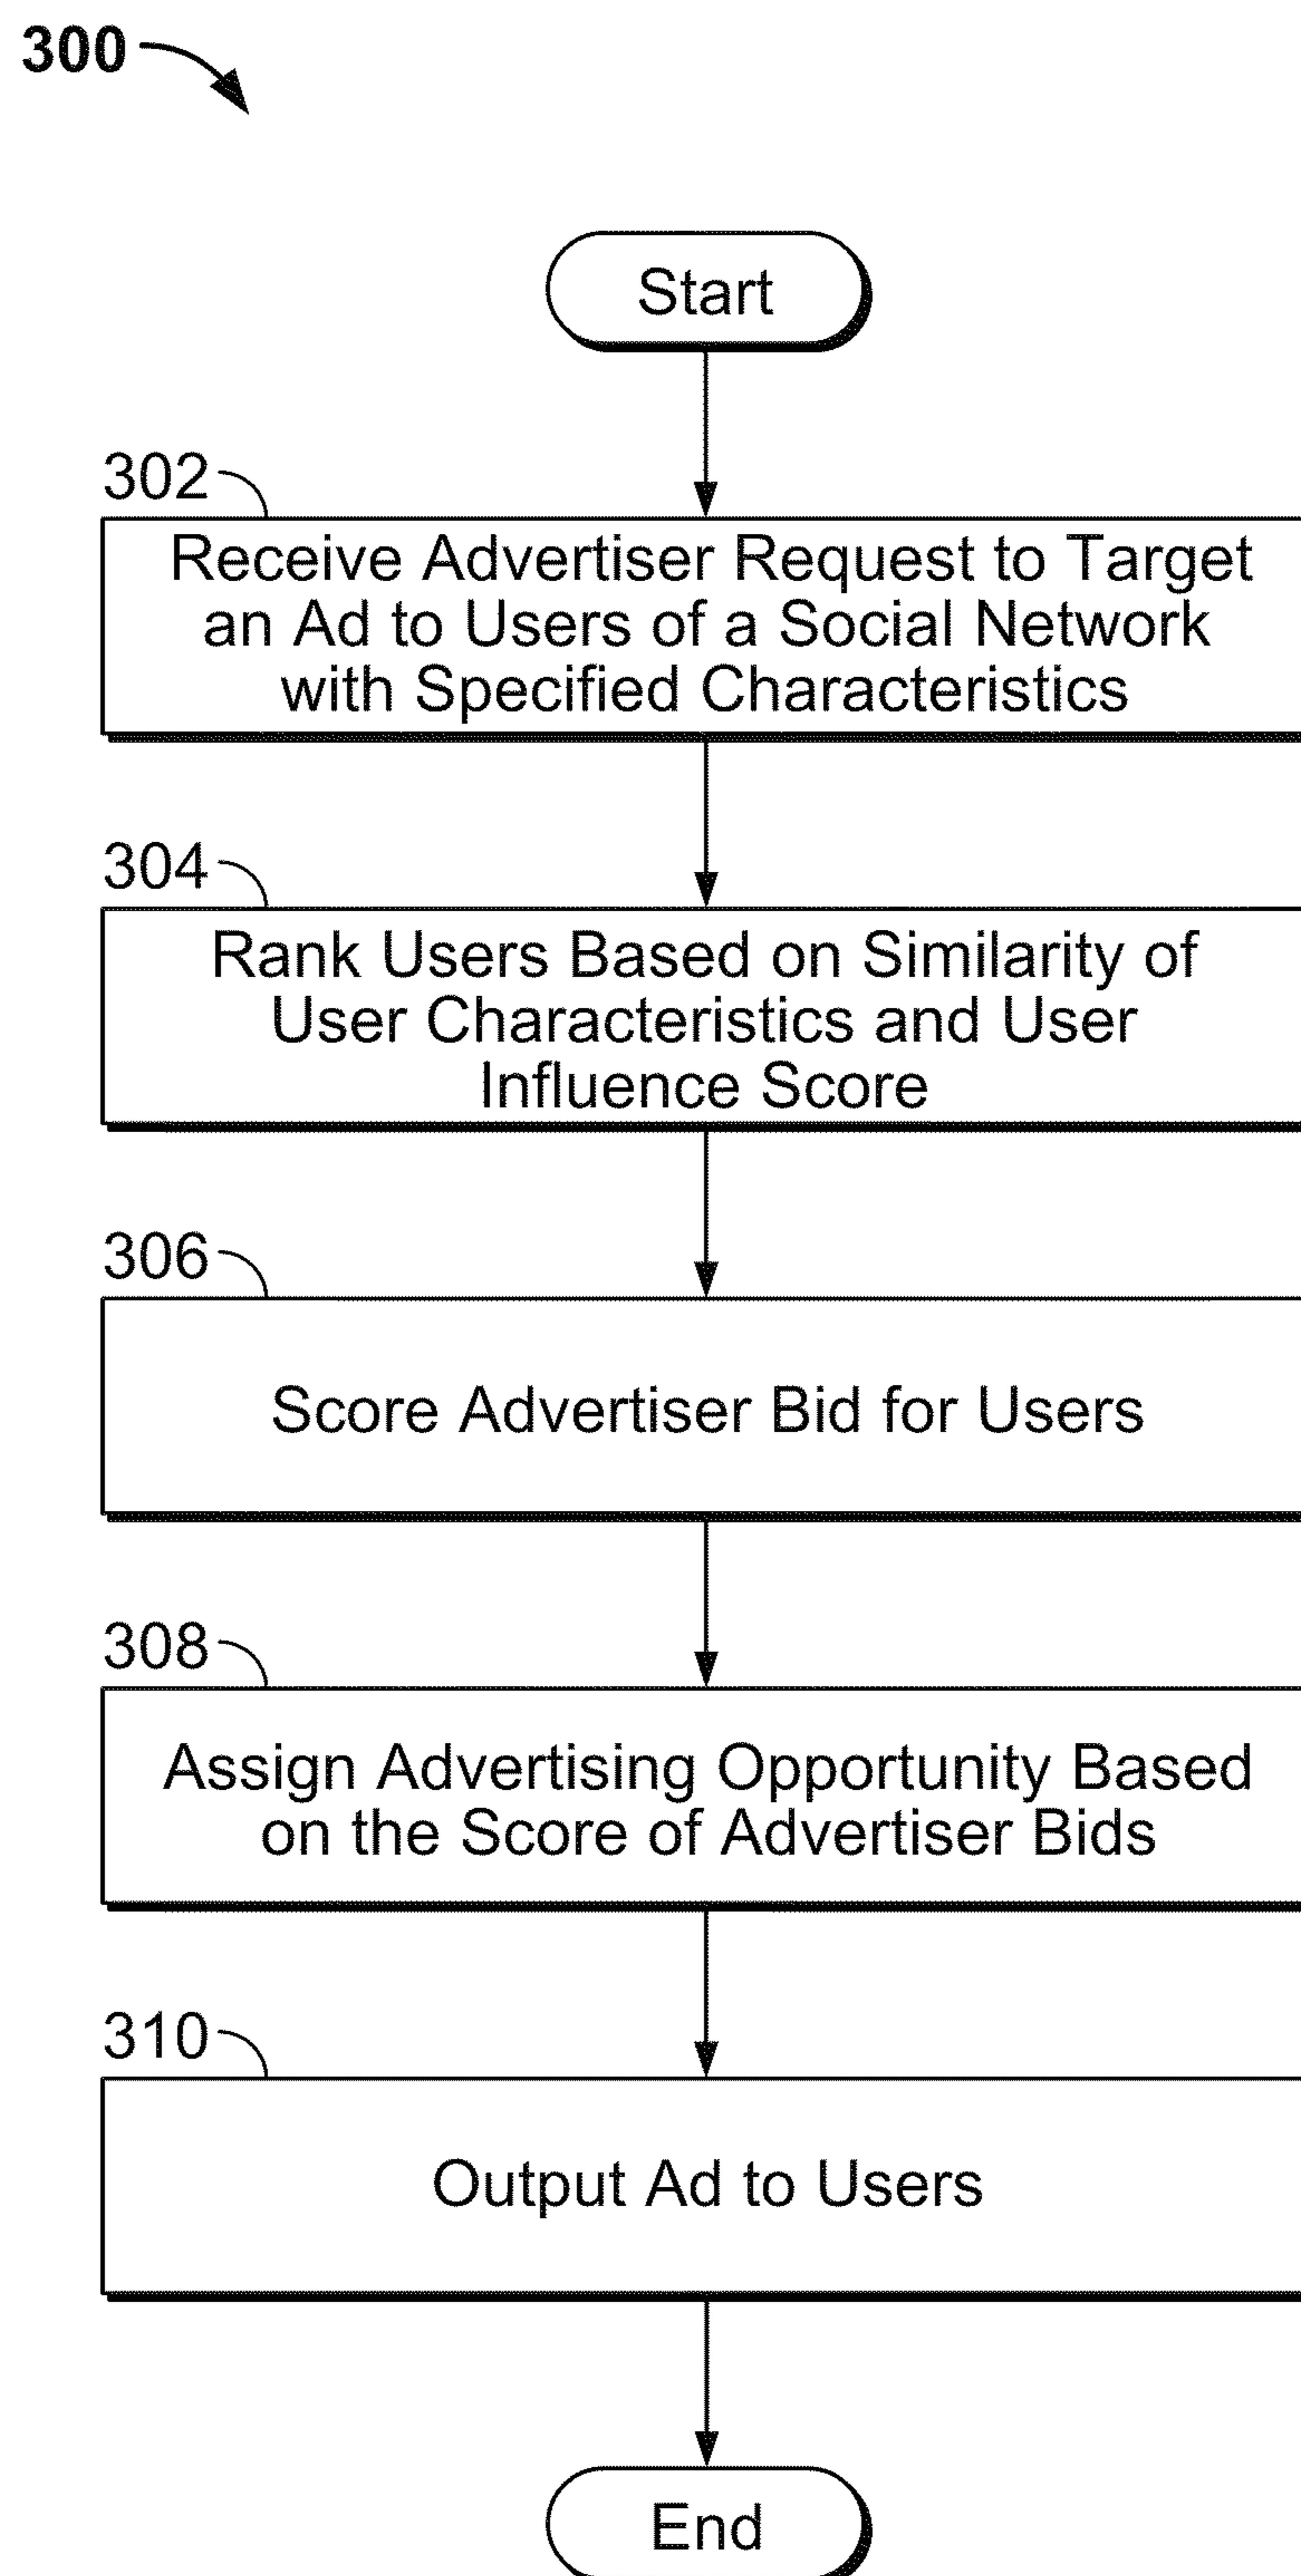 300
Start
302
Receive Advertiser Request to Target
an Ad to Users of a Social Network
with Specified Characteristics
304
Rank Users Based on Similarity of
User Characteristics and User
Influence Score
306
Score Advertiser Bid for Users
308
Assign Advertising Opportunity Based
on the Score of Advertiser Bids
310
Output Ad to Users
End